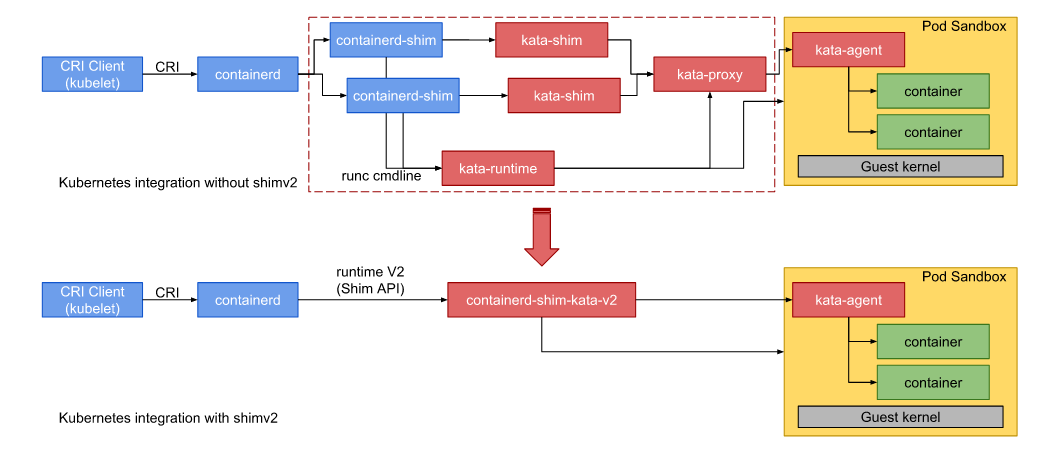 Pod Sandbox
containerd-shim
kata-shim
kata-agent
CRI Client
(kubelet)
CRI
containerd
kata-proxy
containerd-shim
kata-shim
container
container
kata-runtime
Guest kernel
runc cmdline
Kubernetes integration without shimv2
runtime V2
(Shim API)
Pod Sandbox
CRI Client
(kubelet)
CRI
containerd
containerd-shim-kata-v2
kata-agent
container
container
Guest kernel
Kubernetes integration with shimv2